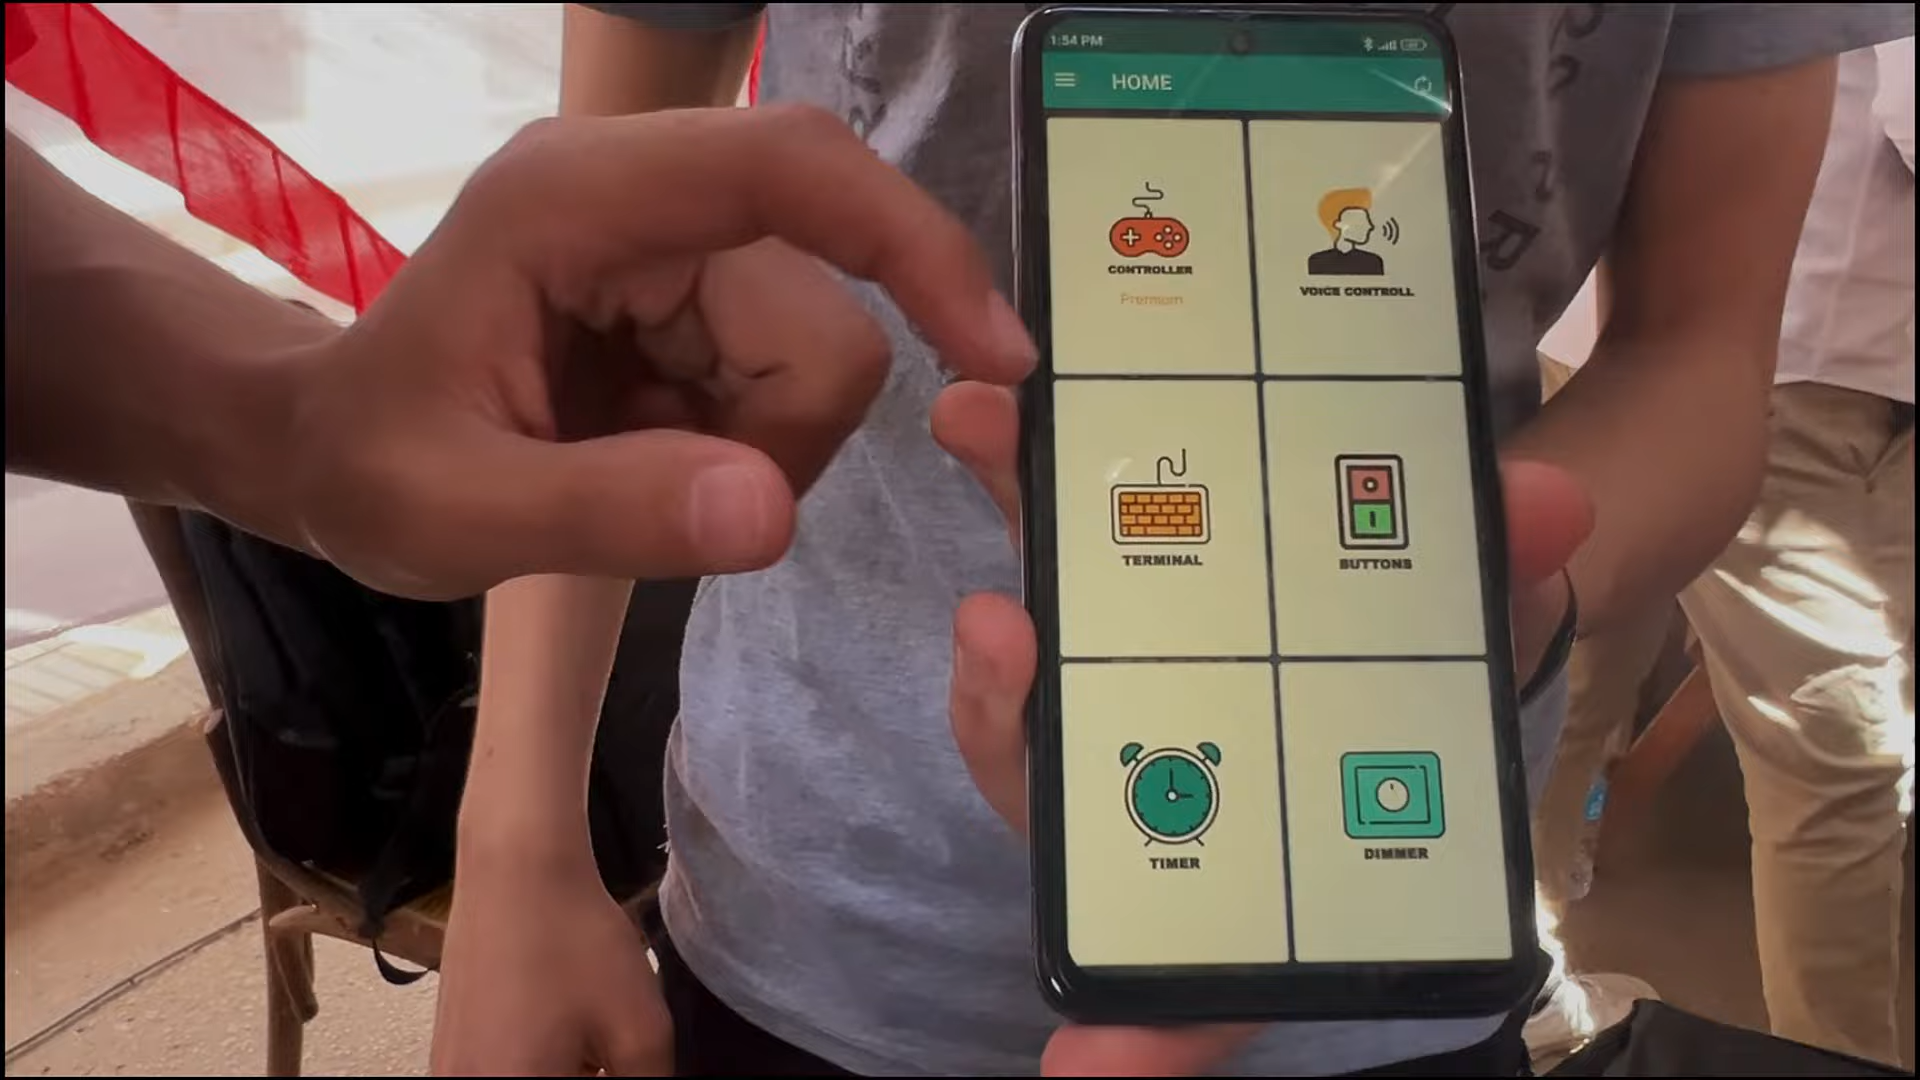 1:54 PM
HOME
CONTROLLER
Premium
VOICE CONTROLL
TERMINAL
BUTTONS
TIMER
DIMMER